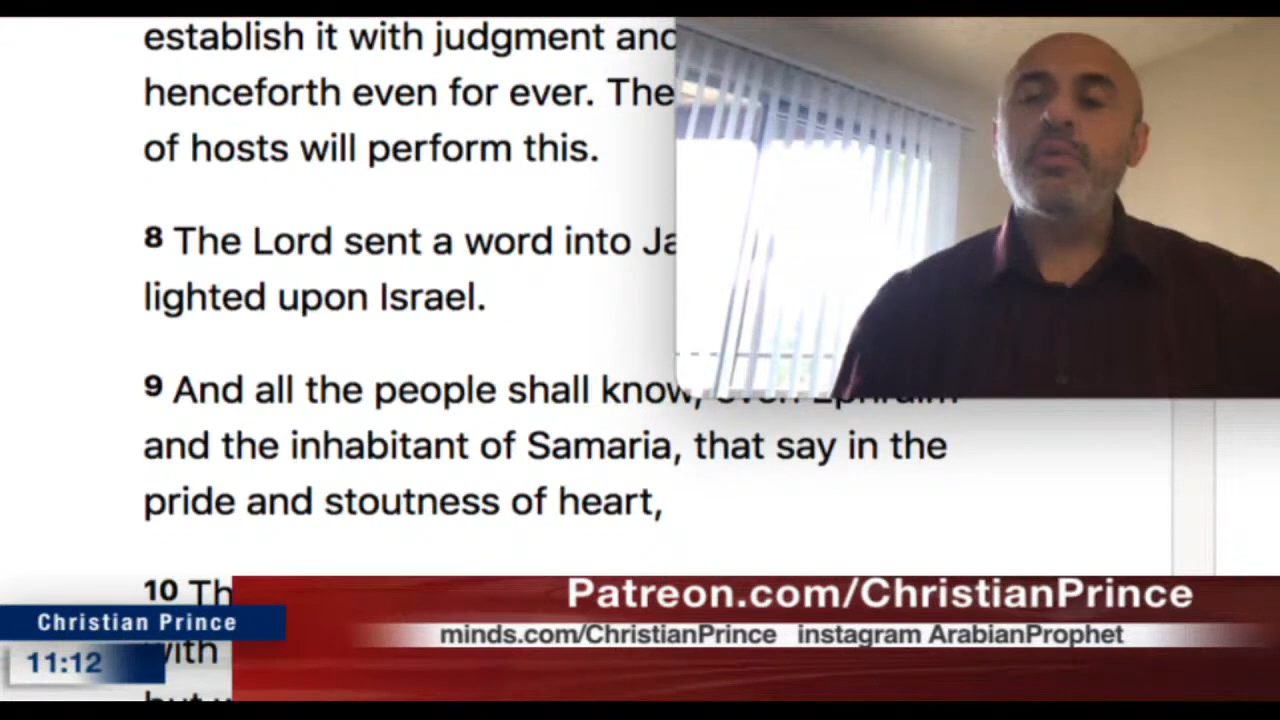 establish it with judgment and
henceforth even for ever. The
of hosts will perform this.
8 The Lord sent a word into
lighted upon Israel.
9 And all the people shall know, even Ephraim
and the inhabitant of Samaria, that say in the
pride and stoutness of heart,
10
with
Patreon.com/ChristianPrince
minds.com/ChristianPrince instagram ArabianProphet
Christian Prince
11:12